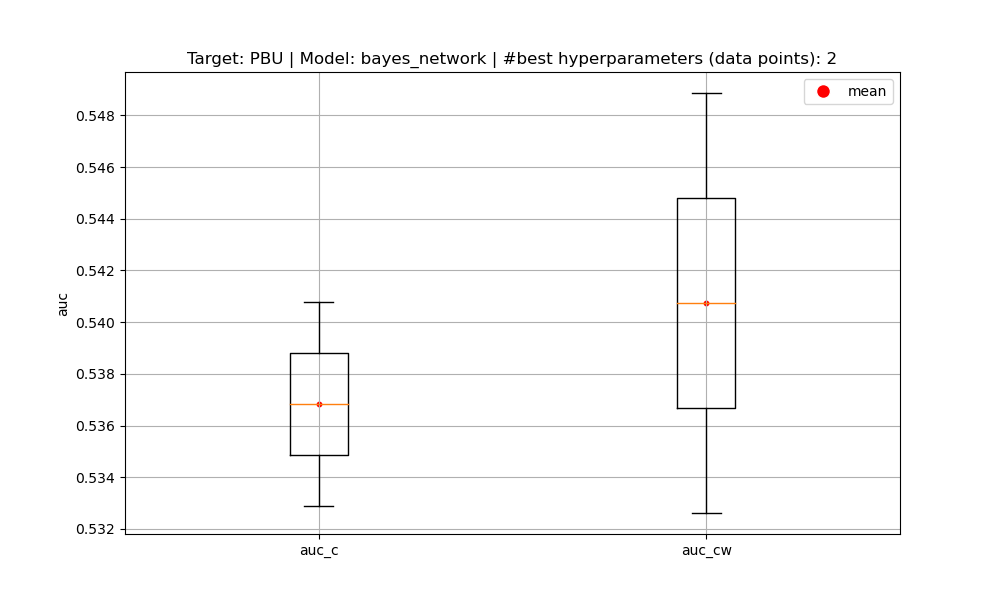 Target: PBU | Model: bayes_network | #best hyperparameters (data points): 2
mean
0.548
0.546
0.544
0.542
0.540
0.538
0.536
0.534
0.532
auc
auc_c
auc_cw